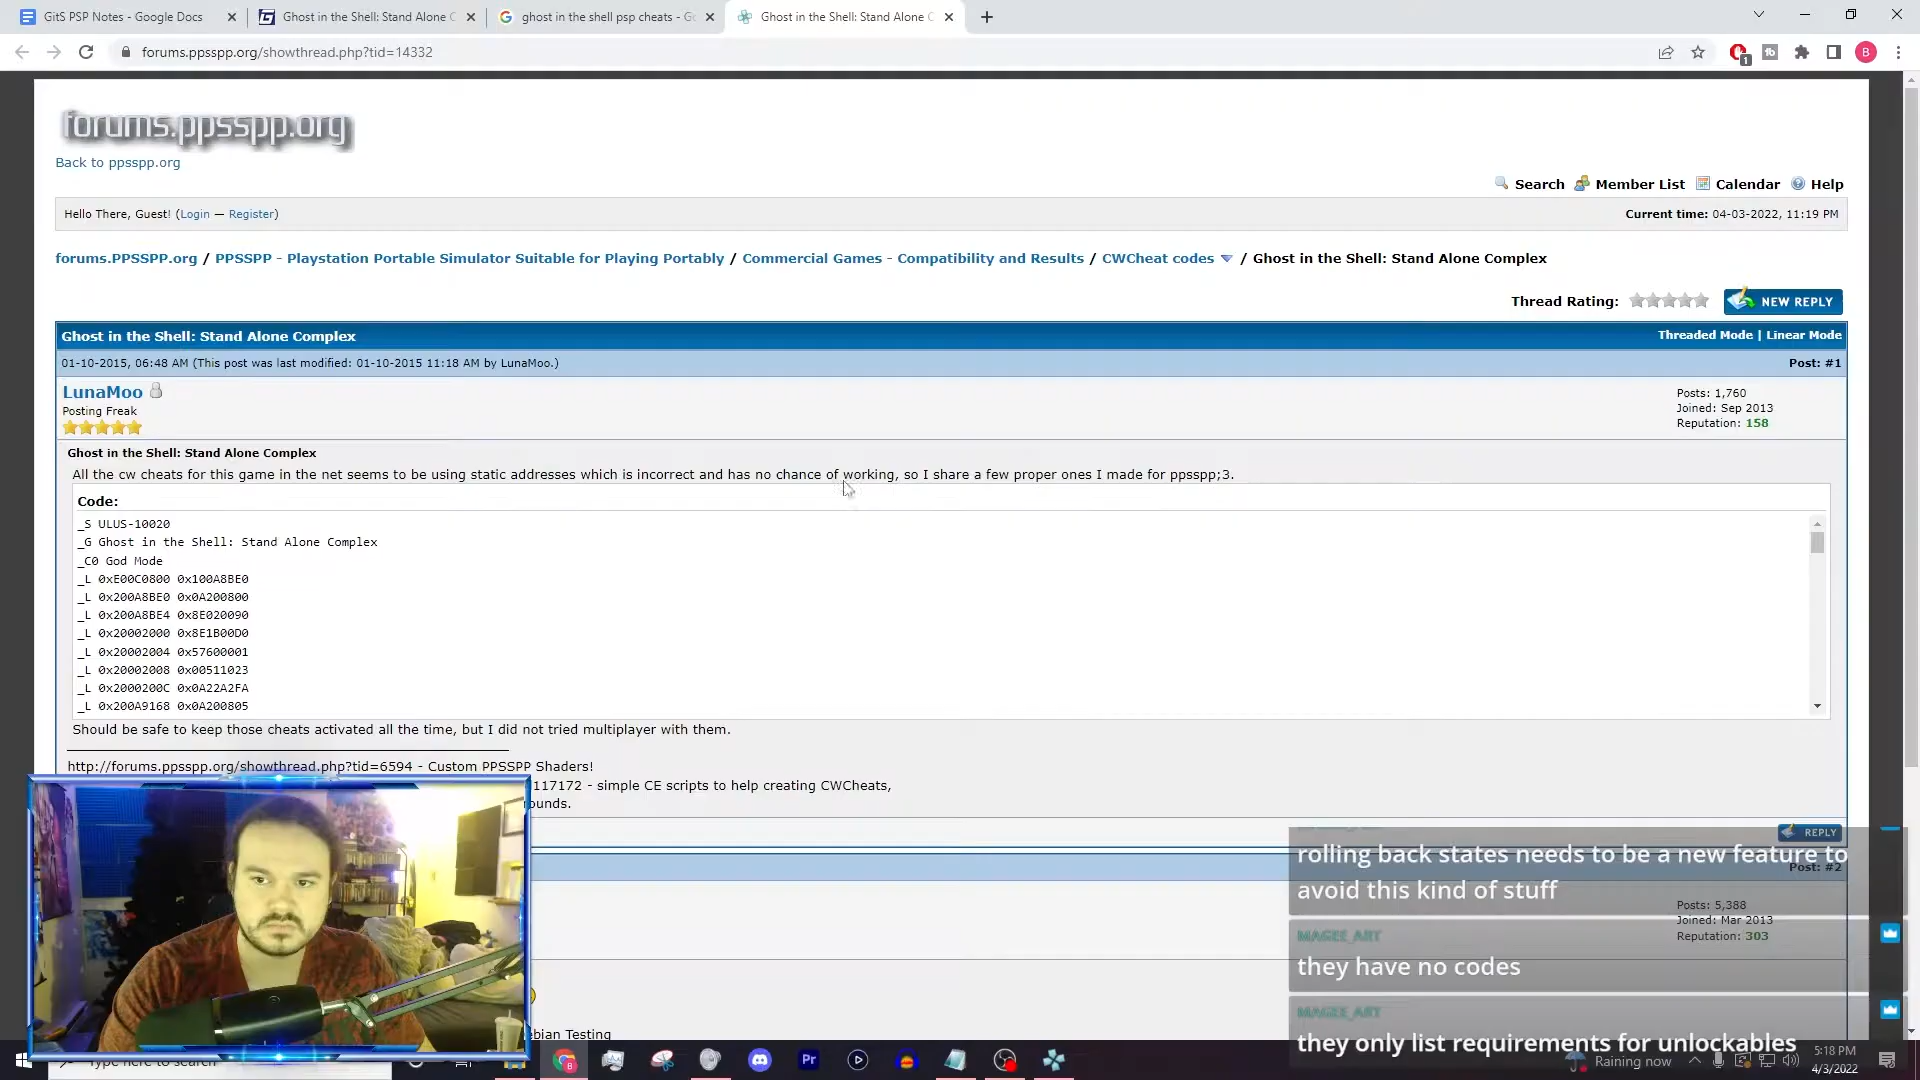 GitS PSP Notes - Google Docs
Ghost in the Shell: Stand Alone C
ghost in the shell psp cheats - Go
Ghost in the Shell: Stand Alone C
forums.ppsspp.org/showthread.php?tid=14332
1
B
forums.ppsspp.org
Back to ppsspp.org
Search Member List Calendar Help
Hello There, Guest! (Login — Register)
Current time: 04-03-2022, 11:19 PM
forums.PPSSPP.org / PPSSPP - Playstation Portable Simulator Suitable for Playing Portably / Commercial Games - Compatibility and Results / CWCheat codes / Ghost in the Shell: Stand Alone Complex
Thread Rating:
NEW REPLY
Ghost in the Shell: Stand Alone Complex
Threaded Mode | Linear Mode
01-10-2015, 06:48 AM (This post was last modified: 01-10-2015 11:18 AM by LunaMoo.)
Post: #1
LunaMoo
Posting Freak
Posts: 1,760
Joined: Sep 2013
Reputation: 158
Ghost in the Shell: Stand Alone Complex
All the cw cheats for this game in the net seems to be using static addresses which is incorrect and has no chance of working, so I share a few proper ones I made for ppsspp;3.
Code:
_S ULUS-10020
_G Ghost in the Shell: Stand Alone Complex
_C0 God Mode
_L 0xE00C0800 0x100A8BE0
_L 0x200A8BE0 0x0A200800
_L 0x200A8BE4 0x8E020090
_L 0x20002000 0x8E1B00D0
_L 0x20002004 0x57600001
_L 0x20002008 0x00511023
_L 0x2000200C 0x0A22A2FA
_L 0x200A9168 0x0A200805
Should be safe to keep those cheats activated all the time, but I did not tried multiplayer with them.
http://forums.ppsspp.org/showthread.php?tid=6594 - Custom PPSSPP Shaders!
117172 - simple CE scripts to help creating CWCheats,
ounds.
REPLY
Post: #2
Posts: 5,388
Joined: Mar 2013
Reputation: 303
ebian Testing
rolling back states needs to be a new feature to
avoid this kind of stuff
MAGEE_ART
they have no codes
MAGEE_ART
they only list requirements for unlockables
Type here to search
Pr
Raining now
5:18 PM
4/3/2022